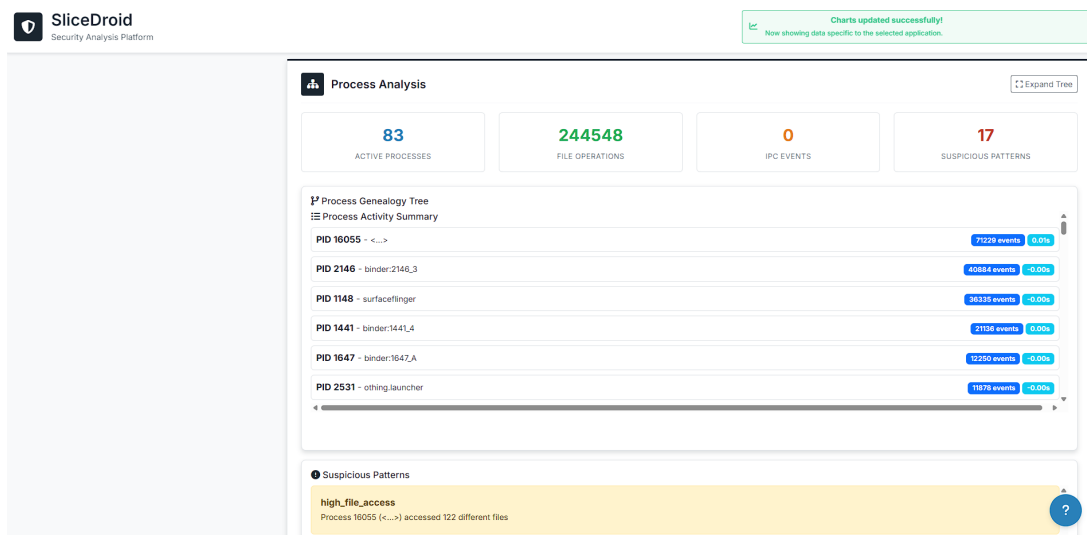 SliceDroid
Security Analysis Platform
Charts updated successfully!
Now showing data specific to the selected application.
Process Analysis
Expand Tree
83
ACTIVE PROCESSES
244548
FILE OPERATIONS
0
IPC EVENTS
17
SUSPICIOUS PATTERNS
Process Genealogy Tree
Process Activity Summary
PID 16055 - <...> 71229 events 0.01s
PID 2146 - binder:2146_3 40884 events -0.00s
PID 1148 - surfaceflinger 36335 events -0.00s
PID 1441 - binder:1441_4 21136 events 0.00s
PID 1647 - binder:1647_A 12250 events -0.00s
PID 2531 - othing.launcher 11878 events -0.00s
Suspicious Patterns
high_file_access
Process 16055 (<...>) accessed 122 different files
?